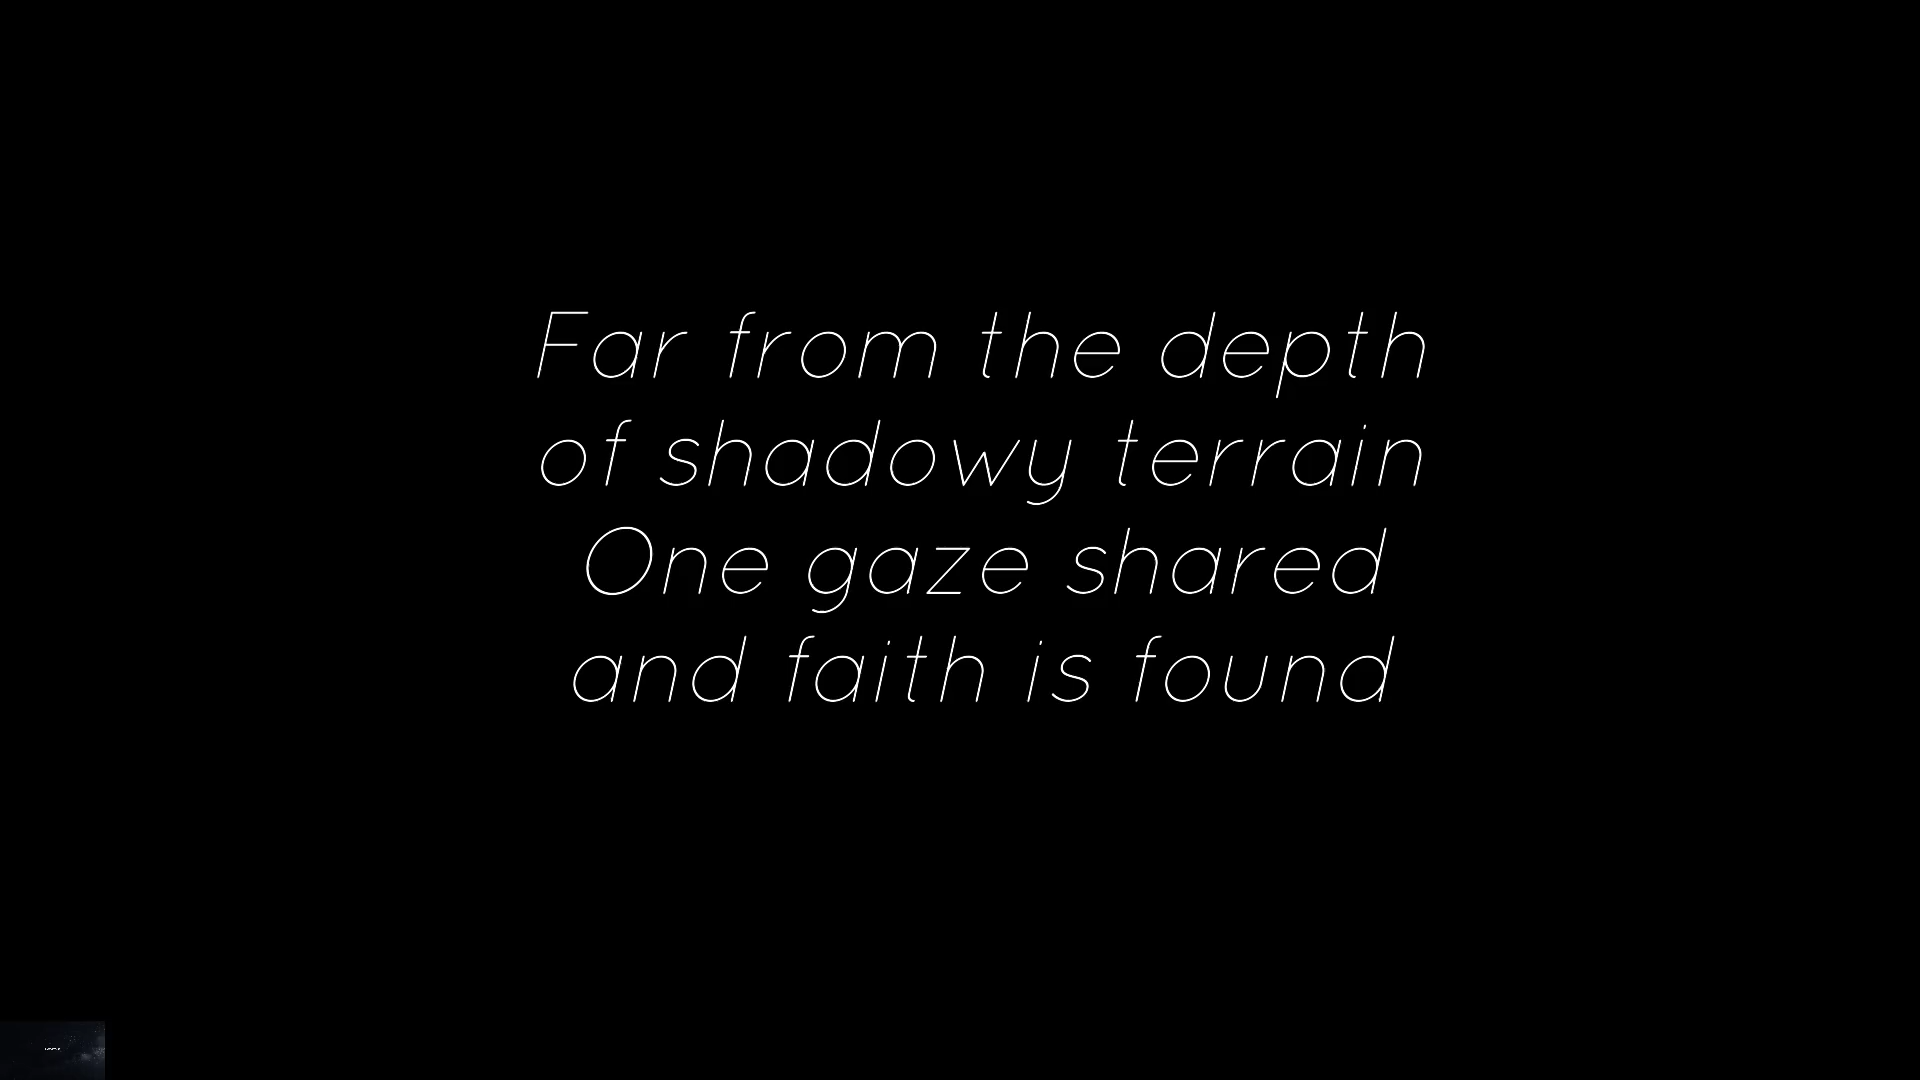 Far from the depth
of shadowy terrain
One gaze shared
and faith is found